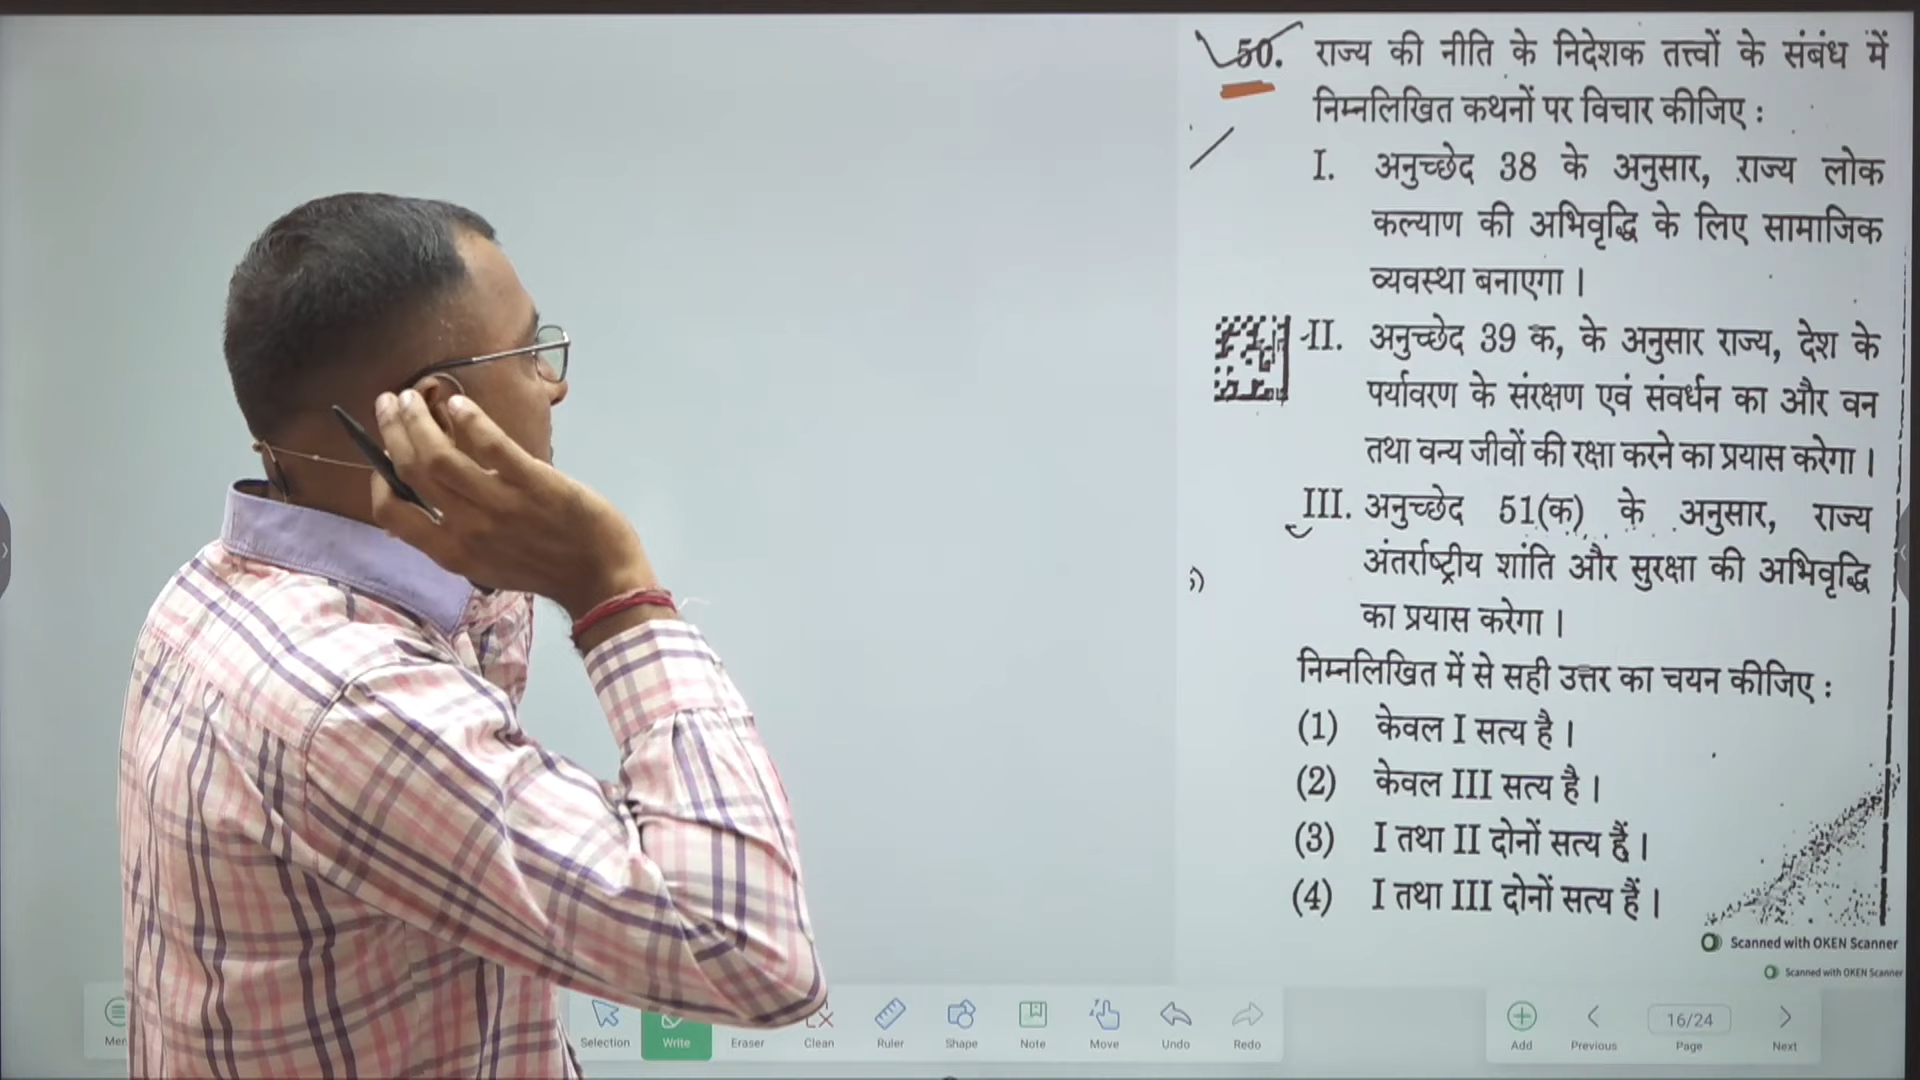 50. राज्य की नीति के निदेशक तत्त्वों के संबंध में
निम्नलिखित कथनों पर विचार कीजिए :
I. अनुच्छेद 38 के अनुसार, राज्य लोक
कल्याण की अभिवृद्धि के लिए सामाजिक
व्यवस्था बनाएगा ।
II. अनुच्छेद 39 क, के अनुसार राज्य, देश के
पर्यावरण के संरक्षण एवं संवर्धन का और वन
तथा वन्य जीवों की रक्षा करने का प्रयास करेगा ।
III. अनुच्छेद 51(क) के अनुसार, राज्य
अंतर्राष्ट्रीय शांति और सुरक्षा की अभिवृद्धि
का प्रयास करेगा ।
निम्नलिखित में से सही उत्तर का चयन कीजिए :
(1) केवल I सत्य है ।
(2) केवल III सत्य है ।
(3) I तथा II दोनों सत्य हैं ।
(4) I तथा III दोनों सत्य हैं ।
Scanned with OKEN Scanner
Scanned with OKEN Scanner
Selection Write Eraser Clean Ruler Shape Note Move Undo Redo Add Previous 16/24 Page Next